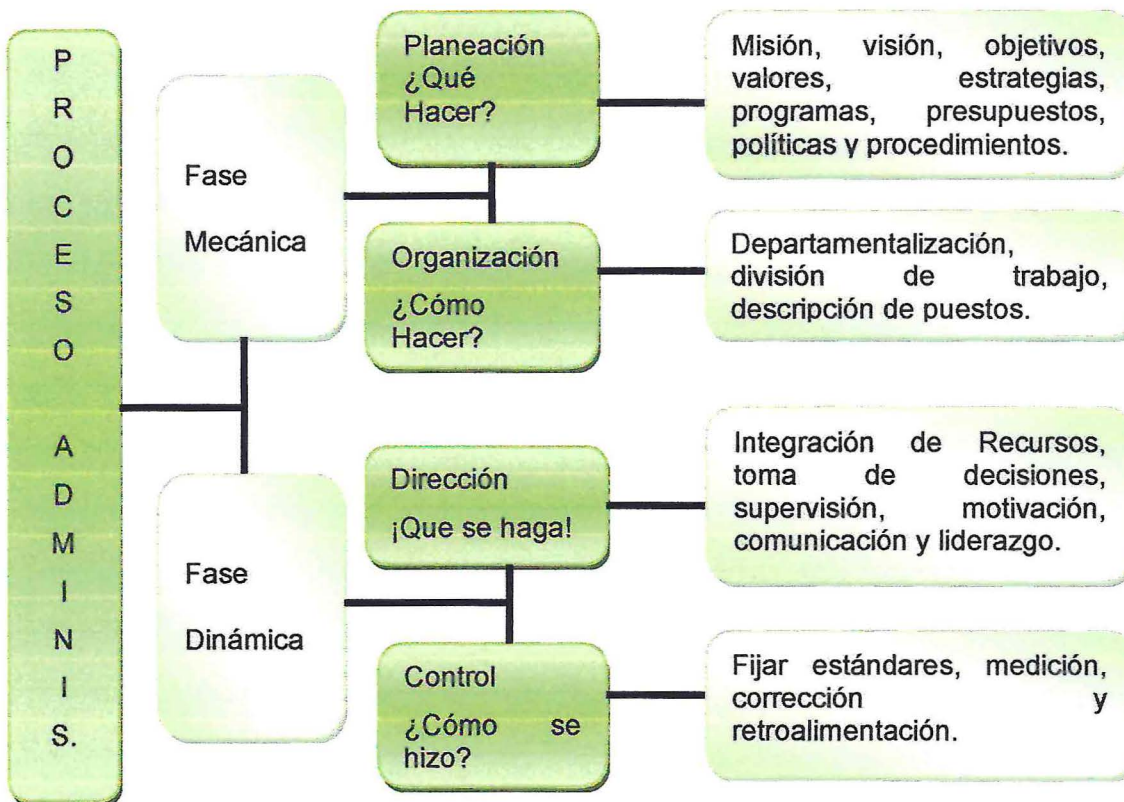 PROCESO ADMINIS.
Fase
Mecánica
Planeación
¿Qué
Hacer?
Misión, visión, objetivos,
valores, estrategias,
programas, presupuestos,
políticas y procedimientos.
Organización
¿Cómo
Hacer?
Departamentalización,
división de trabajo,
descripción de puestos.
Fase
Dinámica
Dirección
¡Que se haga!
Integración de Recursos,
toma de decisiones,
supervisión, motivación,
comunicación y liderazgo.
Control
¿Cómo se
hizo?
Fijar estándares, medición,
corrección y
retroalimentación.